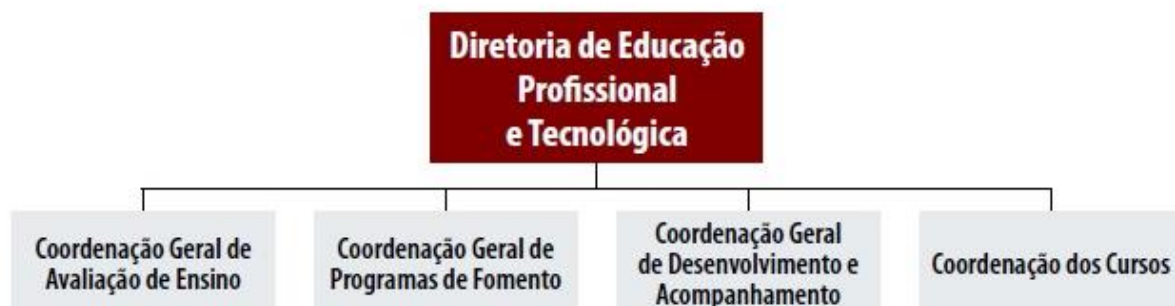 Diretoria de Educação
Profissional
e Tecnológica
Coordenação Geral de
Avaliação de Ensino
Coordenação Geral de
Programas de Fomento
Coordenação Geral
de Desenvolvimento e
Acompanhamento
Coordenação dos Cursos